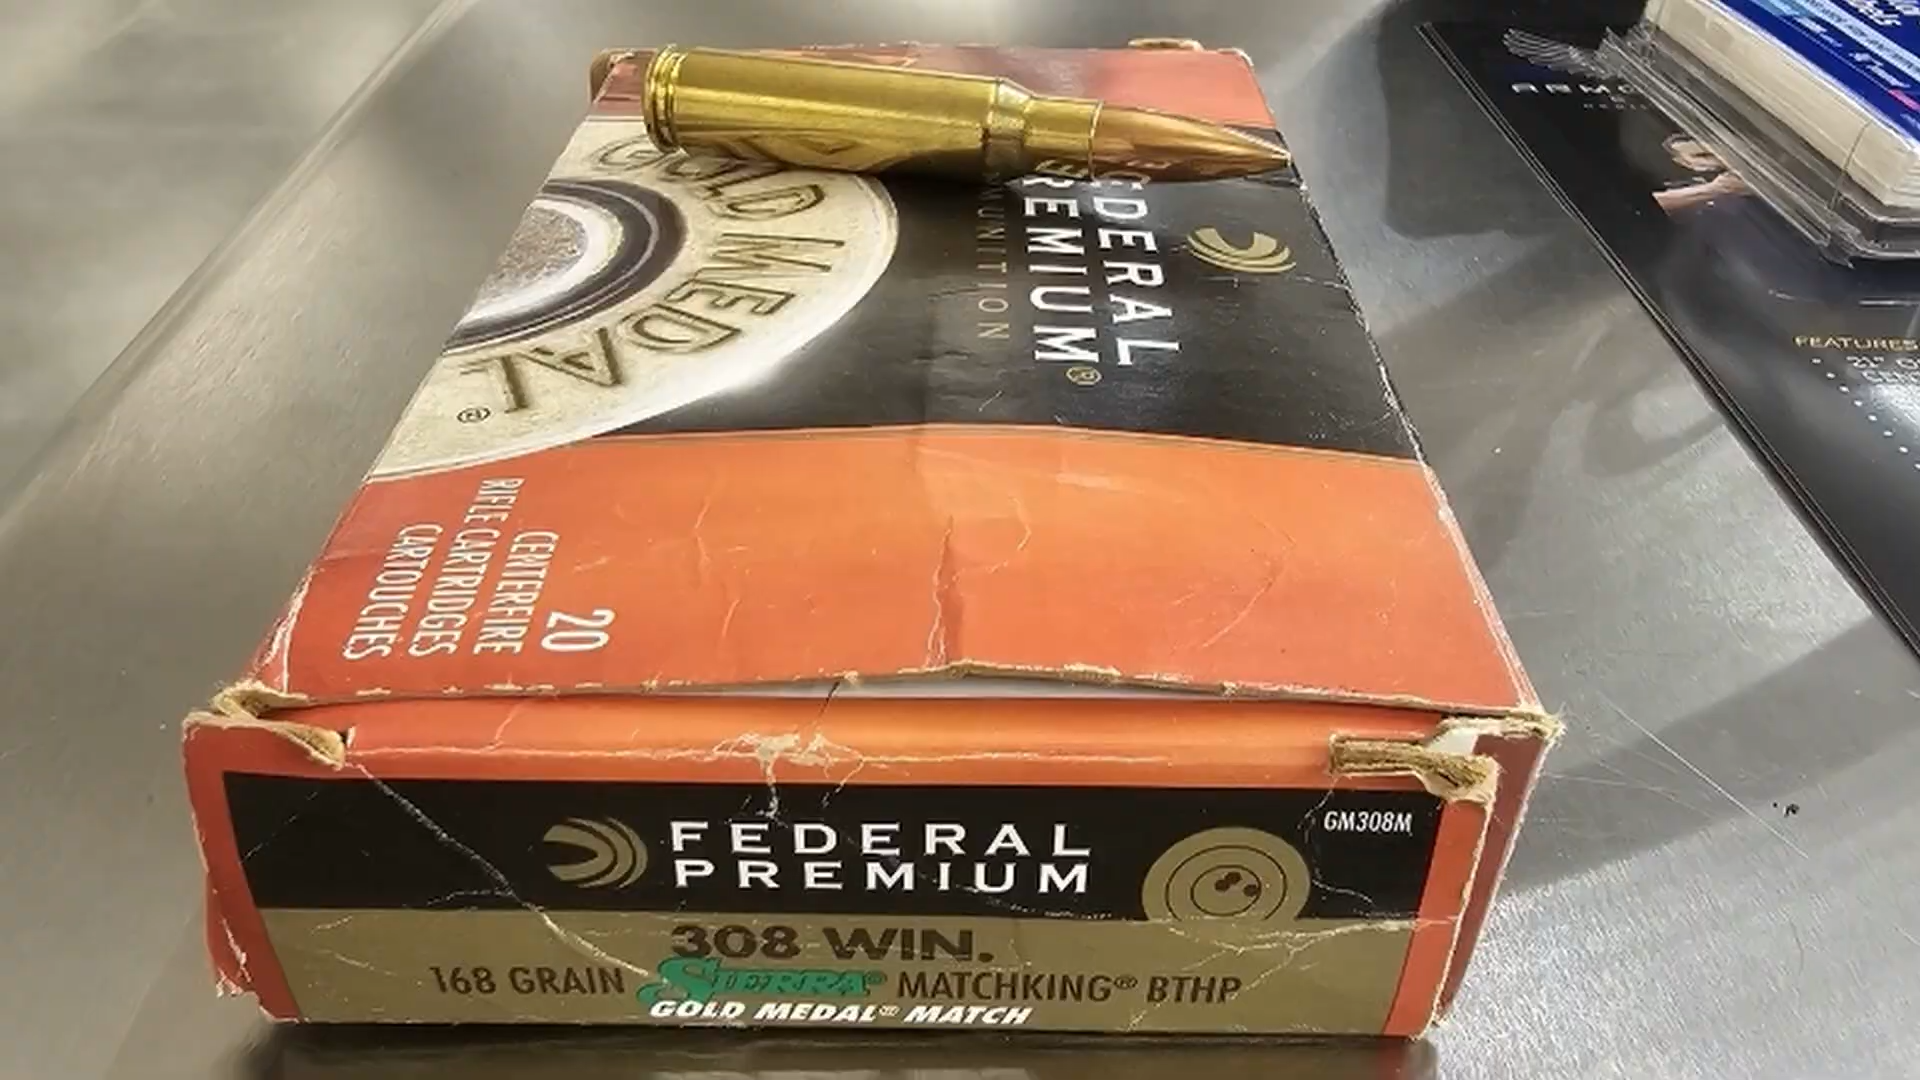 GOLD MEDAL®
FEDERAL
PREMIUM®
20
CENTERFIRE
RIFLE CARTRIDGES
CARTOUCHES
FEDERAL
PREMIUM
GM308M
308 WIN.
168 GRAIN SIERRA® MATCHKING® BTHP
GOLD MEDAL® MATCH
FEATURES